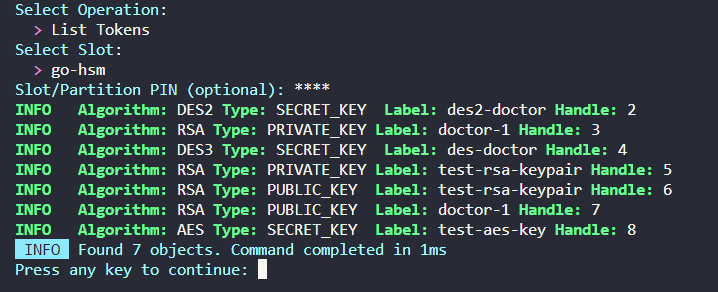 Select Operation:
> List Tokens
Select Slot:
> go-hsm
Slot/Partition PIN (optional): ****
INFO Algorithm: DES2 Type: SECRET_KEY Label: des2-doctor Handle: 2
INFO Algorithm: RSA Type: PRIVATE_KEY Label: doctor-1 Handle: 3
INFO Algorithm: DES3 Type: SECRET_KEY Label: des-doctor Handle: 4
INFO Algorithm: RSA Type: PRIVATE_KEY Label: test-rsa-keypair Handle: 5
INFO Algorithm: RSA Type: PUBLIC_KEY Label: test-rsa-keypair Handle: 6
INFO Algorithm: RSA Type: PUBLIC_KEY Label: doctor-1 Handle: 7
INFO Algorithm: AES Type: SECRET_KEY Label: test-aes-key Handle: 8
INFO Found 7 objects. Command completed in 1ms
Press any key to continue: